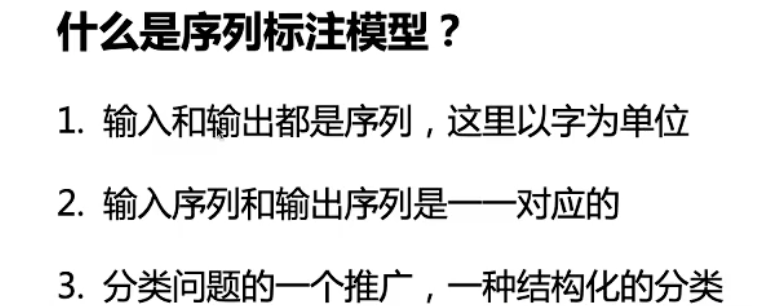 什么是序列标注模型？
1. 输入和输出都是序列，这里以字为单位
2. 输入序列和输出序列是一一对应的
3. 分类问题的一个推广，一种结构化的分类